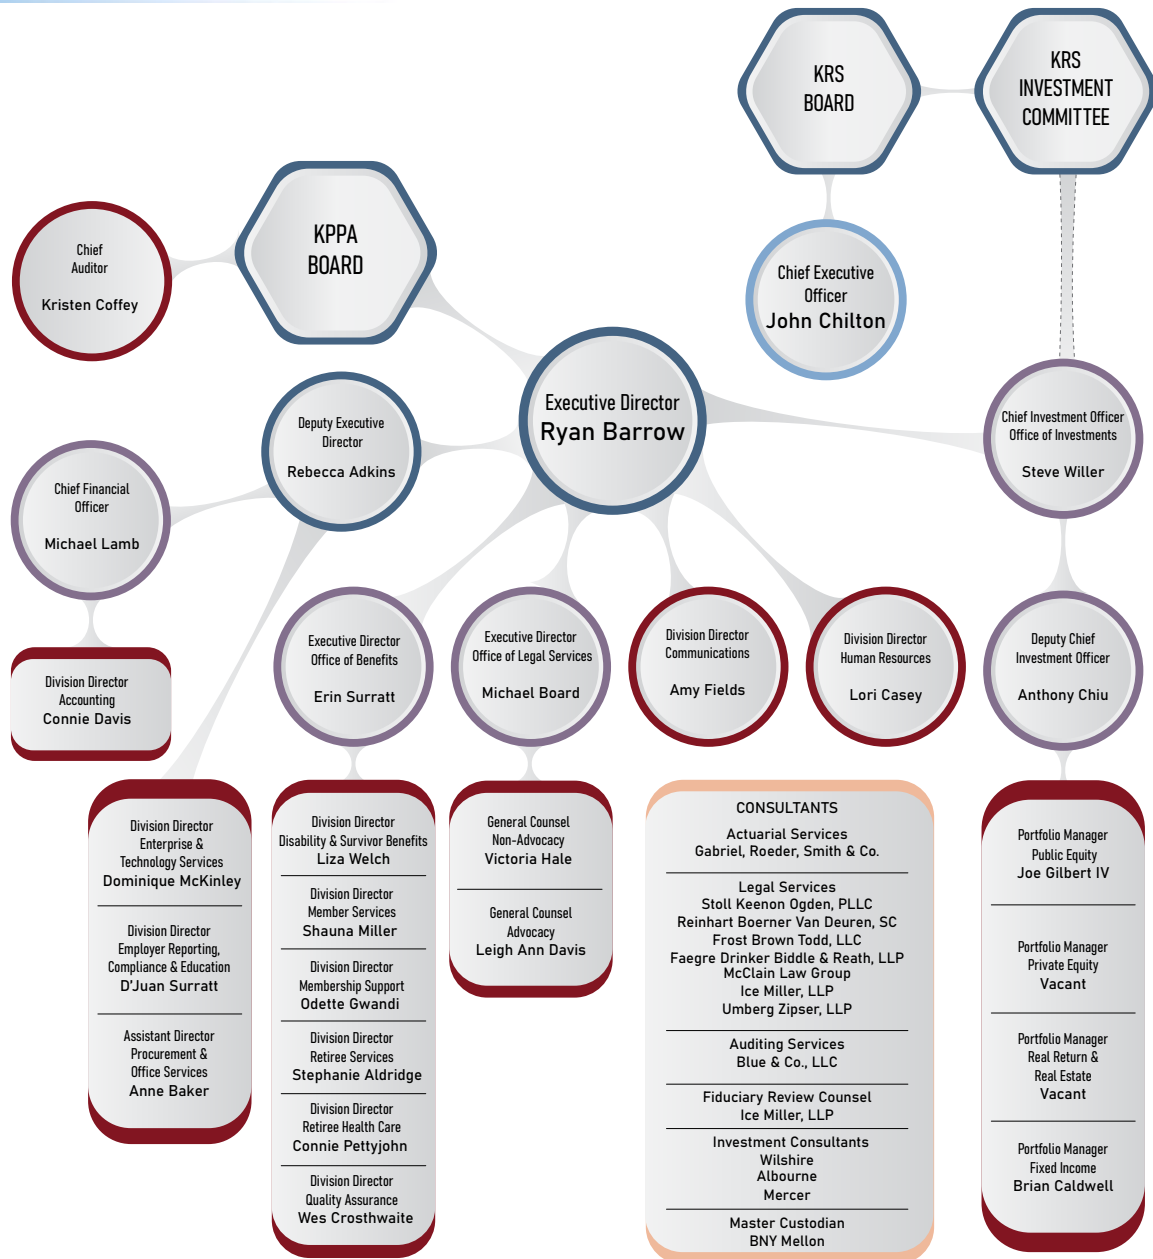 KRS
BOARD
KRS
INVESTMENT
COMMITTEE
KPPA
BOARD
Chief
Auditor
Kristen Coffey
Chief Executive
Officer
John Chilton
Executive Director
Ryan Barrow
Deputy Executive
Director
Rebecca Adkins
Chief Investment Officer
Office of Investments
Steve Willer
Chief Financial
Officer
Michael Lamb
Executive Director
Office of Benefits
Erin Surratt
Executive Director
Office of Legal Services
Michael Board
Division Director
Communications
Amy Fields
Division Director
Human Resources
Lori Casey
Deputy Chief
Investment Officer
Anthony Chiu
Division Director
Accounting
Connie Davis
Division Director
Enterprise &
Technology Services
Dominique McKinley
Division Director
Employer Reporting,
Compliance & Education
D'Juan Surratt
Assistant Director
Procurement &
Office Services
Anne Baker
Division Director
Disability & Survivor Benefits
Liza Welch
Division Director
Member Services
Shauna Miller
Division Director
Membership Support
Odette Gwandi
Division Director
Retiree Services
Stephanie Aldridge
Division Director
Retiree Health Care
Connie Pettyjohn
Division Director
Quality Assurance
Wes Crosthwaite
General Counsel
Non-Advocacy
Victoria Hale
General Counsel
Advocacy
Leigh Ann Davis
CONSULTANTS
Actuarial Services
Gabriel, Roeder, Smith & Co.
Legal Services
Stoll Keenon Ogden, PLLC
Reinhart Boerner Van Deuren, SC
Frost Brown Todd, LLC
Faegre Drinker Biddle & Reath, LLP
McClain Law Group
Ice Miller, LLP
Umberg Zipser, LLP
Auditing Services
Blue & Co., LLC
Fiduciary Review Counsel
Ice Miller, LLP
Investment Consultants
Wilshire
Albourne
Mercer
Master Custodian
BNY Mellon
Portfolio Manager
Public Equity
Joe Gilbert IV
Portfolio Manager
Private Equity
Vacant
Portfolio Manager
Real Return &
Real Estate
Vacant
Portfolio Manager
Fixed Income
Brian Caldwell